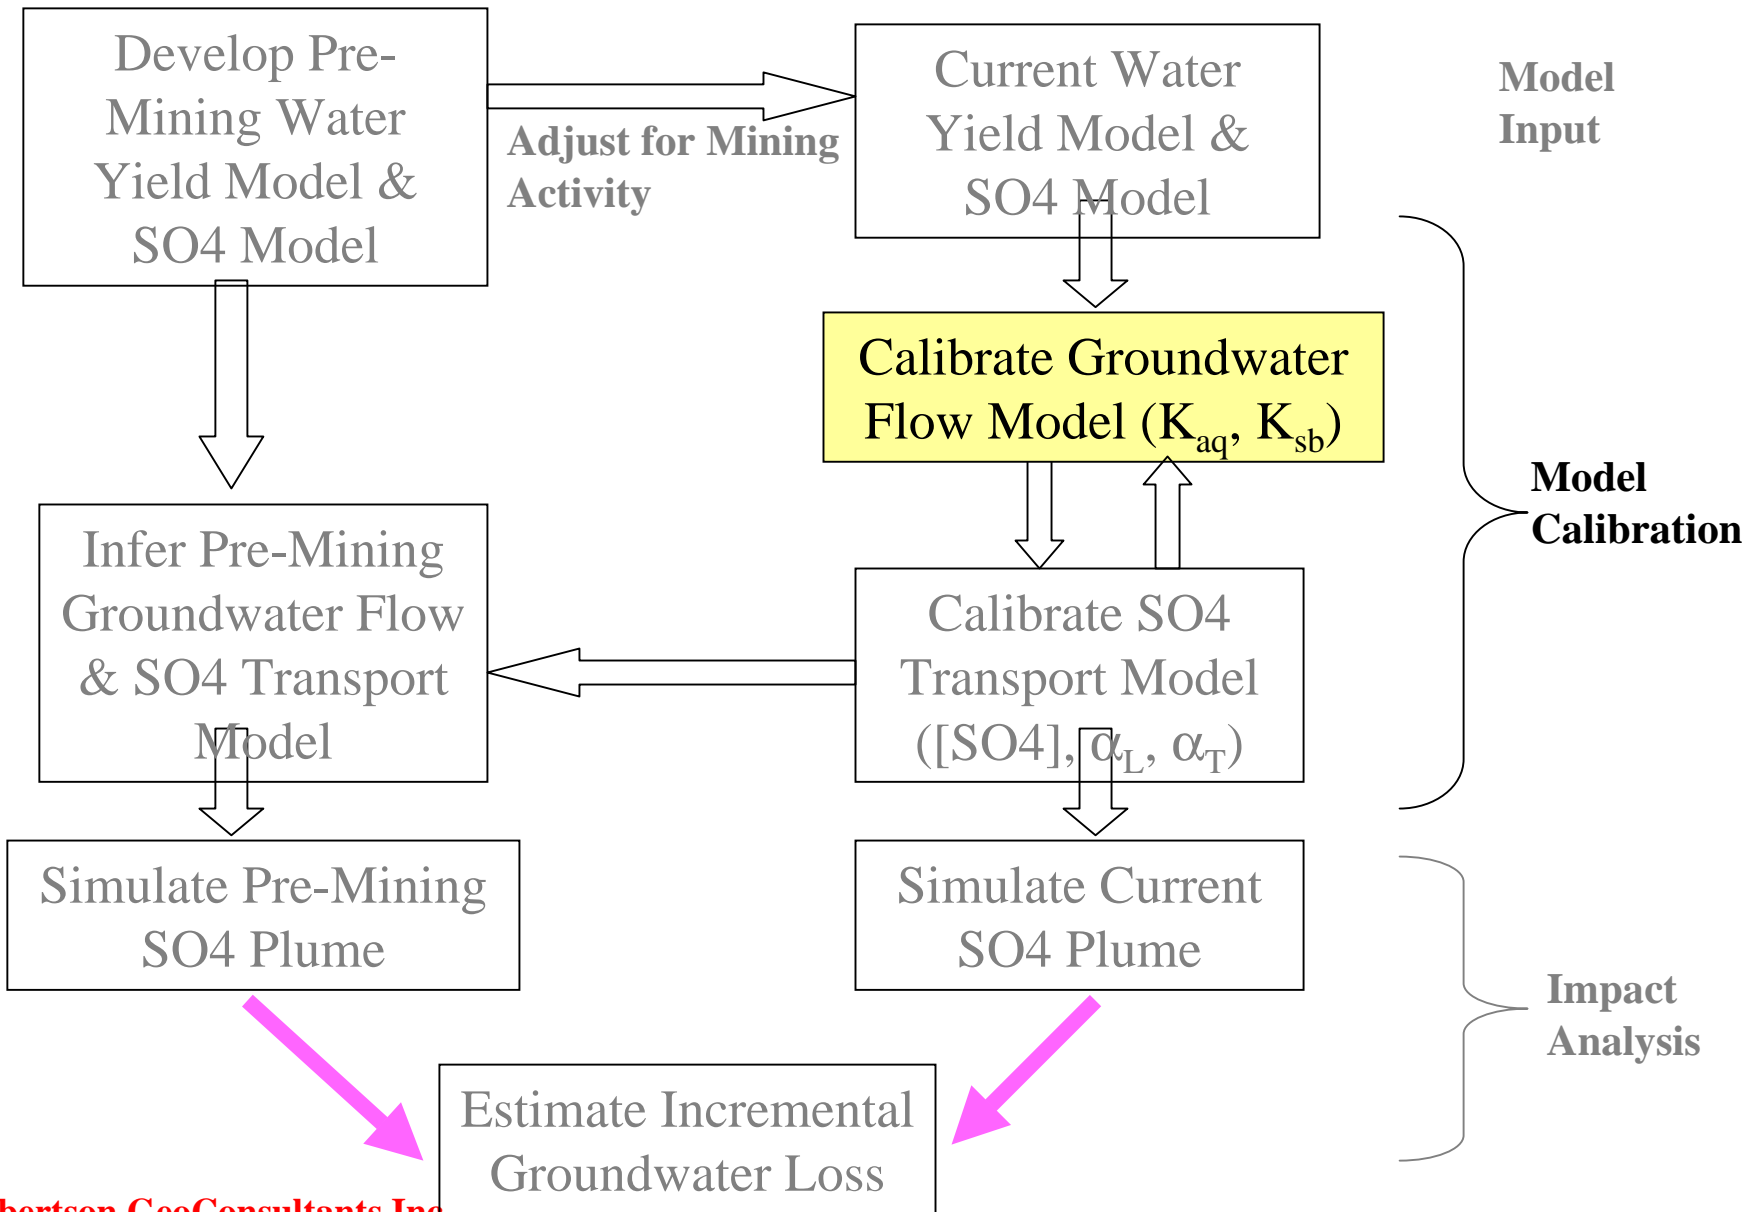 Develop Pre-
Mining Water
Yield Model &
SO4 Model
Adjust for Mining
Activity
Current Water
Yield Model &
SO4 Model
Model
Input
Calibrate Groundwater
Flow Model (Kaq, Ksb)
Model
Calibration
Infer Pre-Mining
Groundwater Flow
& SO4 Transport
Model
Calibrate SO4
Transport Model
([SO4], αL, αT)
Simulate Pre-Mining
SO4 Plume
Simulate Current
SO4 Plume
Impact
Analysis
Estimate Incremental
Groundwater Loss
bertson GeoConsultants Inc